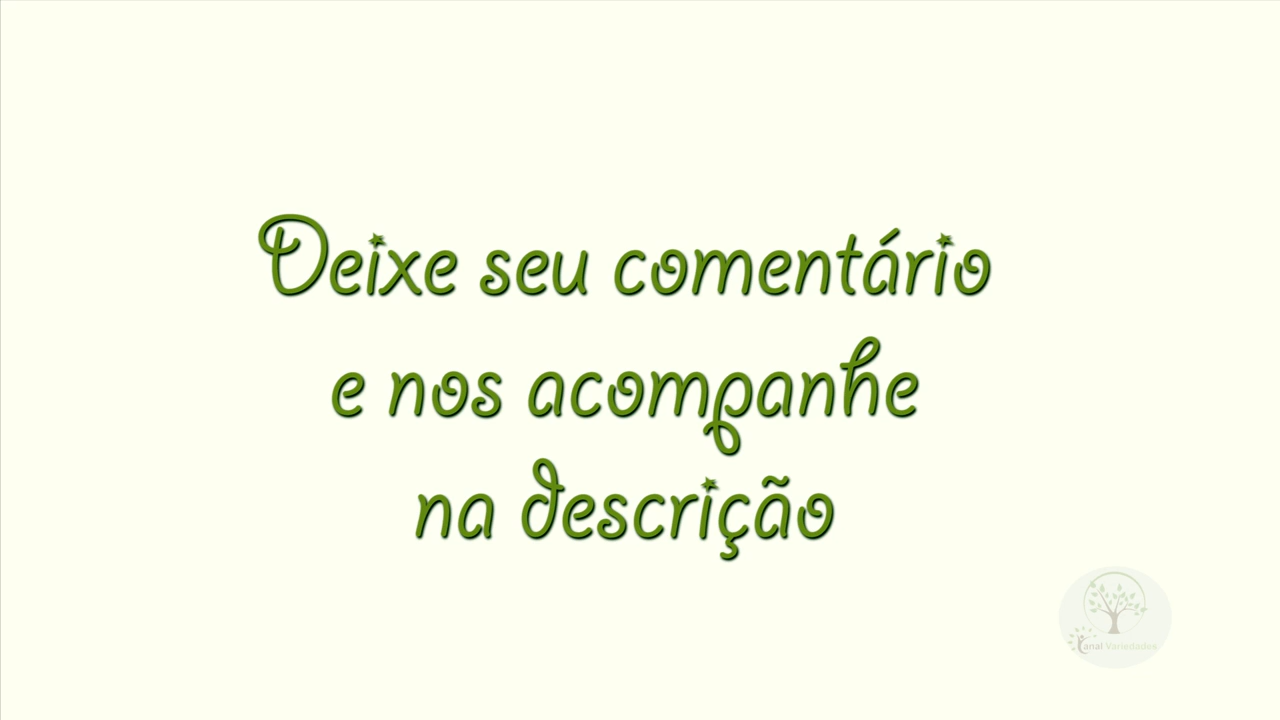 Deixe seu comentário
e nos acompanhe
na descrição
Canal Variedades